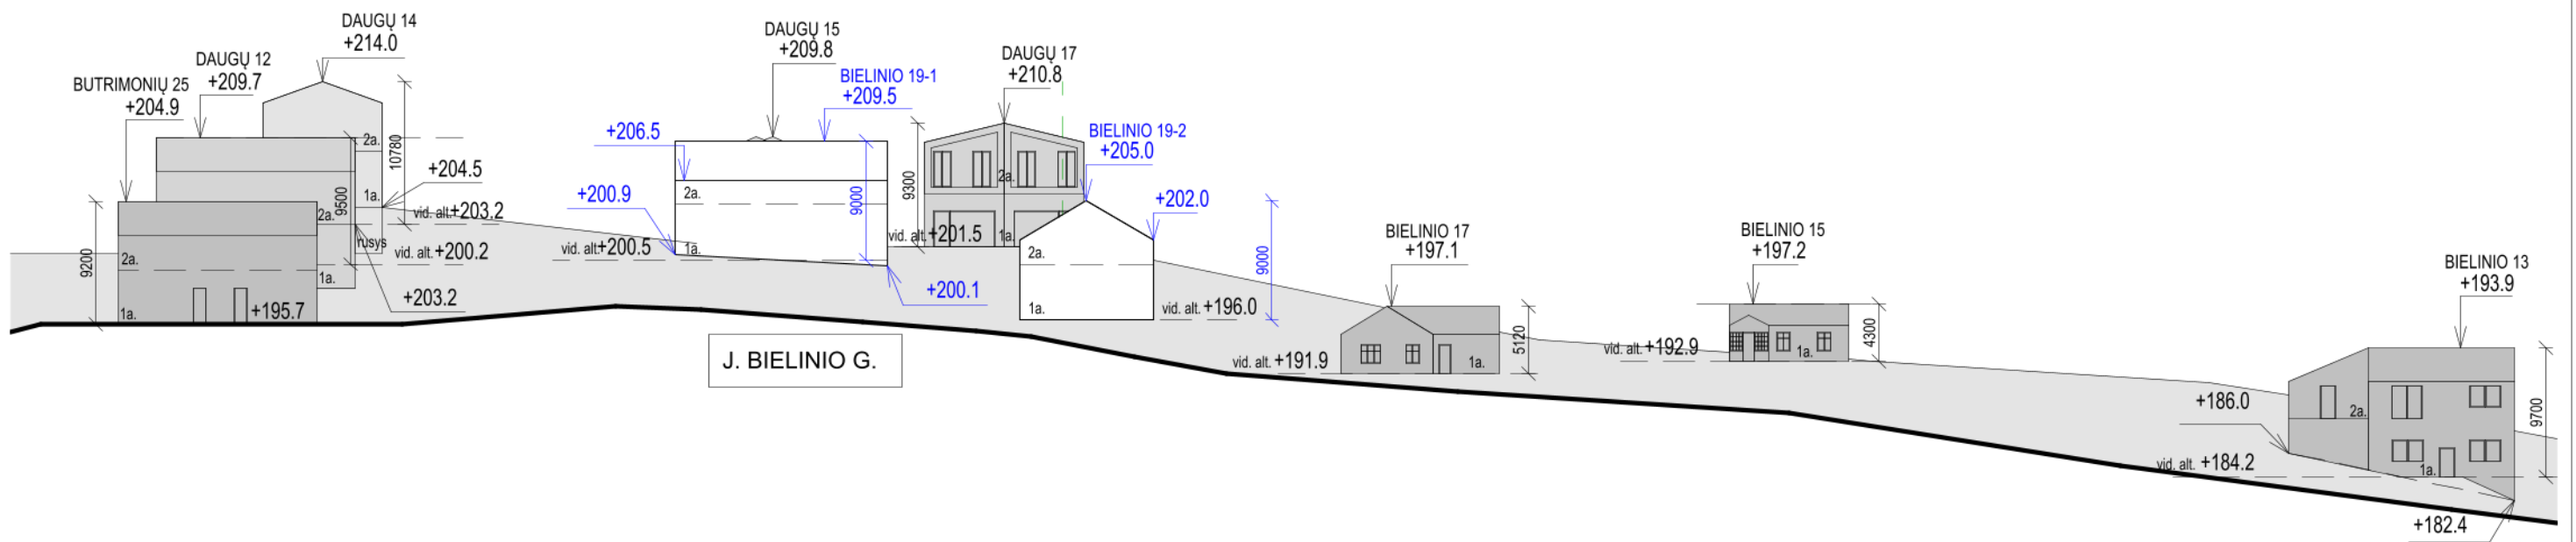 DAUGŲ 14
+214.0
DAUGŲ 12
+209.7
BUTRIMONIŲ 25
+204.9
2a.
10780
1a.
+204.5
9500
2a.
vid. alt.+203.2
rusys
vid. alt.+200.2
9200
2a.
1a.
+203.2
1a.
+195.7
DAUGŲ 15
+209.8
BIELINIO 19-1
+209.5
+206.5
2a.
9000
+200.9
vid. alt.+200.5
1a.
+200.1
DAUGŲ 17
+210.8
9300
2a.
vid. alt.+201.5
1a.
BIELINIO 19-2
+205.0
+202.0
2a.
9000
1a.
vid. alt. +196.0
J. BIELINIO G.
BIELINIO 17
+197.1
5120
vid. alt. +191.9
1a.
BIELINIO 15
+197.2
4300
vid. alt. +192.9
1a.
BIELINIO 13
+193.9
+186.0
2a.
9700
vid. alt. +184.2
1a.
+182.4